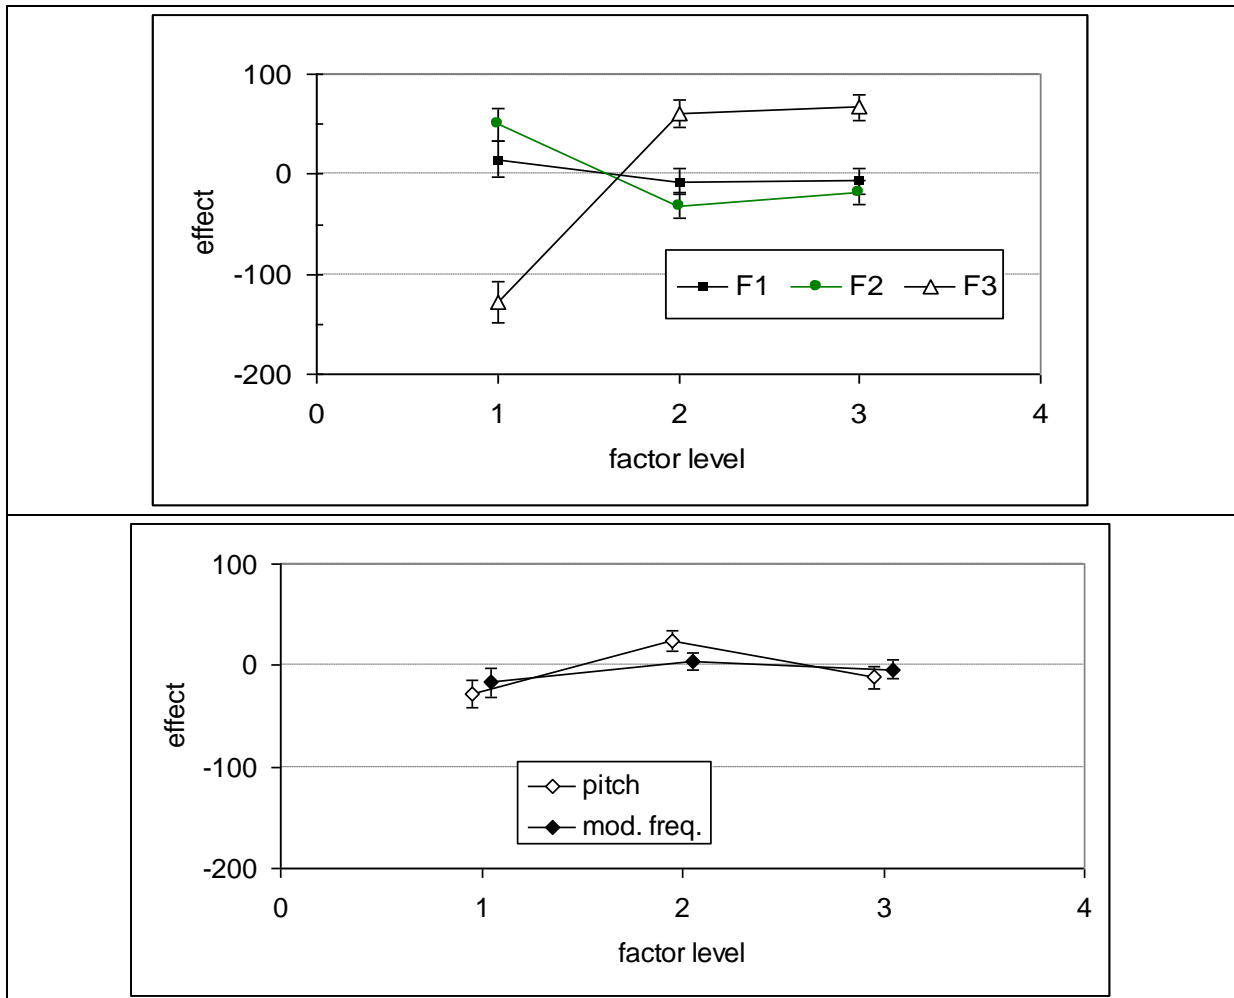 100
0
-100
-200
effect
F1 F2 F3
0 1 2 3 4
factor level
100
0
-100
-200
effect
pitch
mod. freq.
0 1 2 3 4
factor level